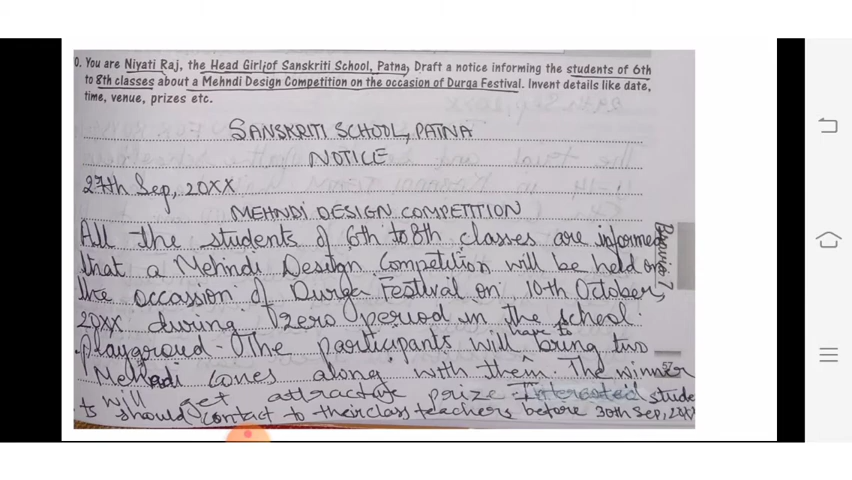 0. You are Niyati Raj, the Head Girl of Sanskriti School, Patna, Draft a notice informing the students of 6th
to 8th classes about a Mehndi Design Competition on the occasion of Durga Festival. Invent details like date,
time, venue, prizes etc.
SANSKRITI SCHOOL, PATNA
NOTICE
27th Sep, 20XX
MEHNDI DESIGN COMPETITION
All the students of 6th to 8th classes are informed
that a Mehndi Design Competition will be held on
the occassion of Durga Festival on 10th October,
20XX during zero period in the school
playgroud. The participants will have to bring two
Mehndi cones along with them. The winner
will get attractive prize. Interested stude
ts should contact to their class teachers before 30th Sep, 20XX